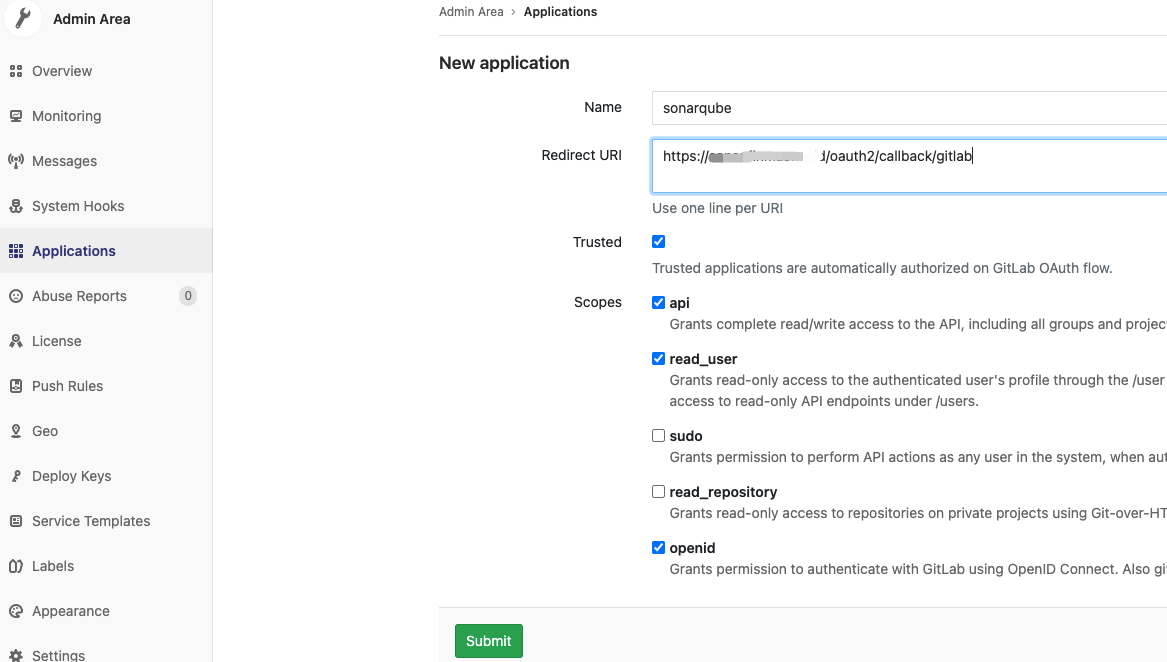 Admin Area
Overview
Monitoring
Messages
System Hooks
Applications
Abuse Reports 0
License
Push Rules
Geo
Deploy Keys
Service Templates
Labels
Appearance
Settings
Admin Area › Applications
New application
Name sonarqube
Redirect URI https:// d/oauth2/callback/gitlab
Use one line per URI
Trusted
Trusted applications are automatically authorized on GitLab OAuth flow.
Scopes api
Grants complete read/write access to the API, including all groups and projec
read_user
Grants read-only access to the authenticated user's profile through the /user
access to read-only API endpoints under /users.
sudo
Grants permission to perform API actions as any user in the system, when aut
read_repository
Grants read-only access to repositories on private projects using Git-over-HT
openid
Grants permission to authenticate with GitLab using OpenID Connect. Also gi
Submit